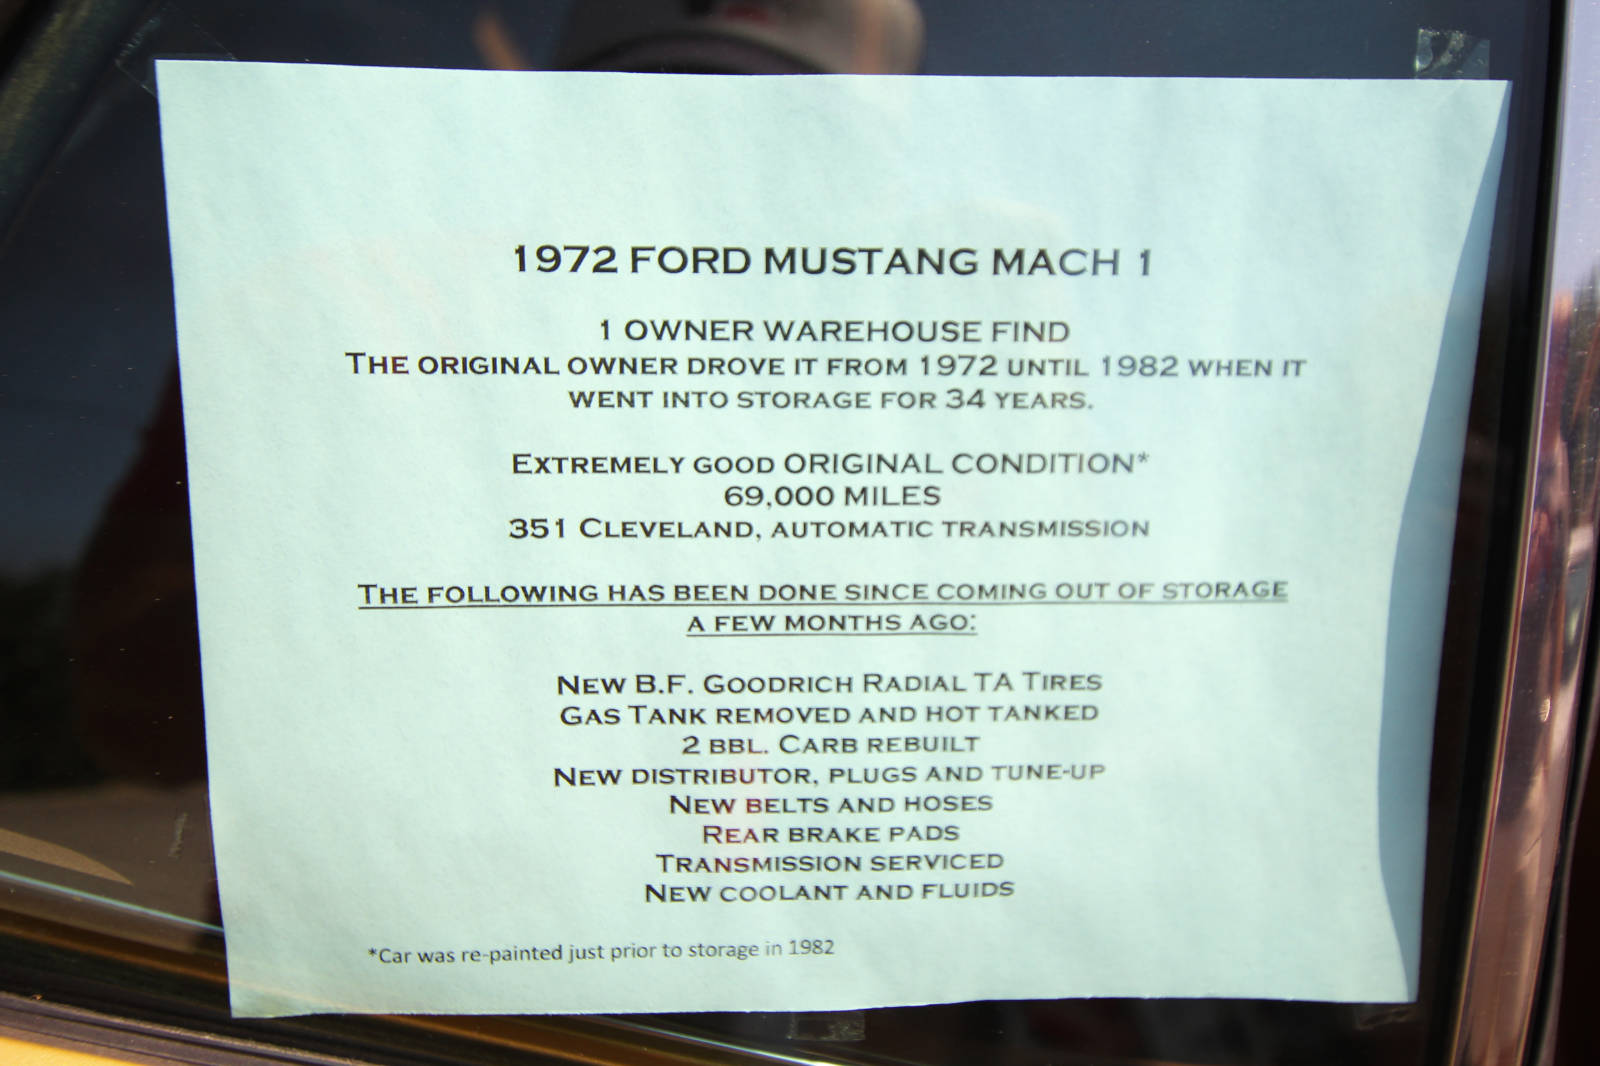 1972 FORD MUSTANG MACH 1
1 OWNER WAREHOUSE FIND
THE ORIGINAL OWNER DROVE IT FROM 1972 UNTIL 1982 WHEN IT
WENT INTO STORAGE FOR 34 YEARS.
EXTREMELY GOOD ORIGINAL CONDITION*
69,000 MILES
351 CLEVELAND, AUTOMATIC TRANSMISSION
THE FOLLOWING HAS BEEN DONE SINCE COMING OUT OF STORAGE
A FEW MONTHS AGO:
NEW B.F. GOODRICH RADIAL TA TIRES
GAS TANK REMOVED AND HOT TANKED
2 BBL. CARB REBUILT
NEW DISTRIBUTOR, PLUGS AND TUNE-UP
NEW BELTS AND HOSES
REAR BRAKE PADS
TRANSMISSION SERVICED
NEW COOLANT AND FLUIDS
*Car was re-painted just prior to storage in 1982